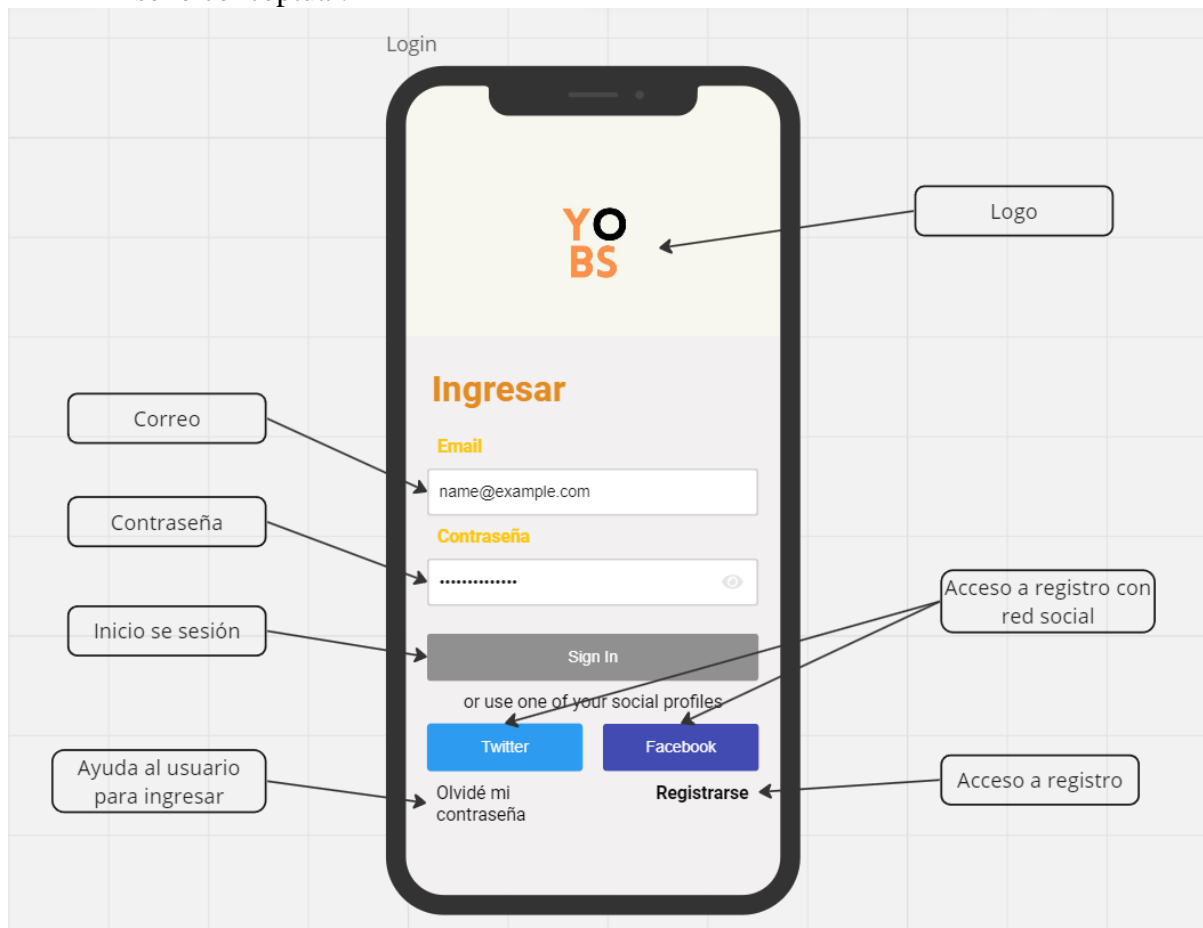 Login
YO
BS
Logo
Ingresar
Correo
Email
name@example.com
Contraseña
Contraseña
Acceso a registro con
red social
Inicio se sesión
Sign In
or use one of your social profiles
Twitter
Facebook
Ayuda al usuario
para ingresar
Olvidé mi
contraseña
Registrarse
Acceso a registro